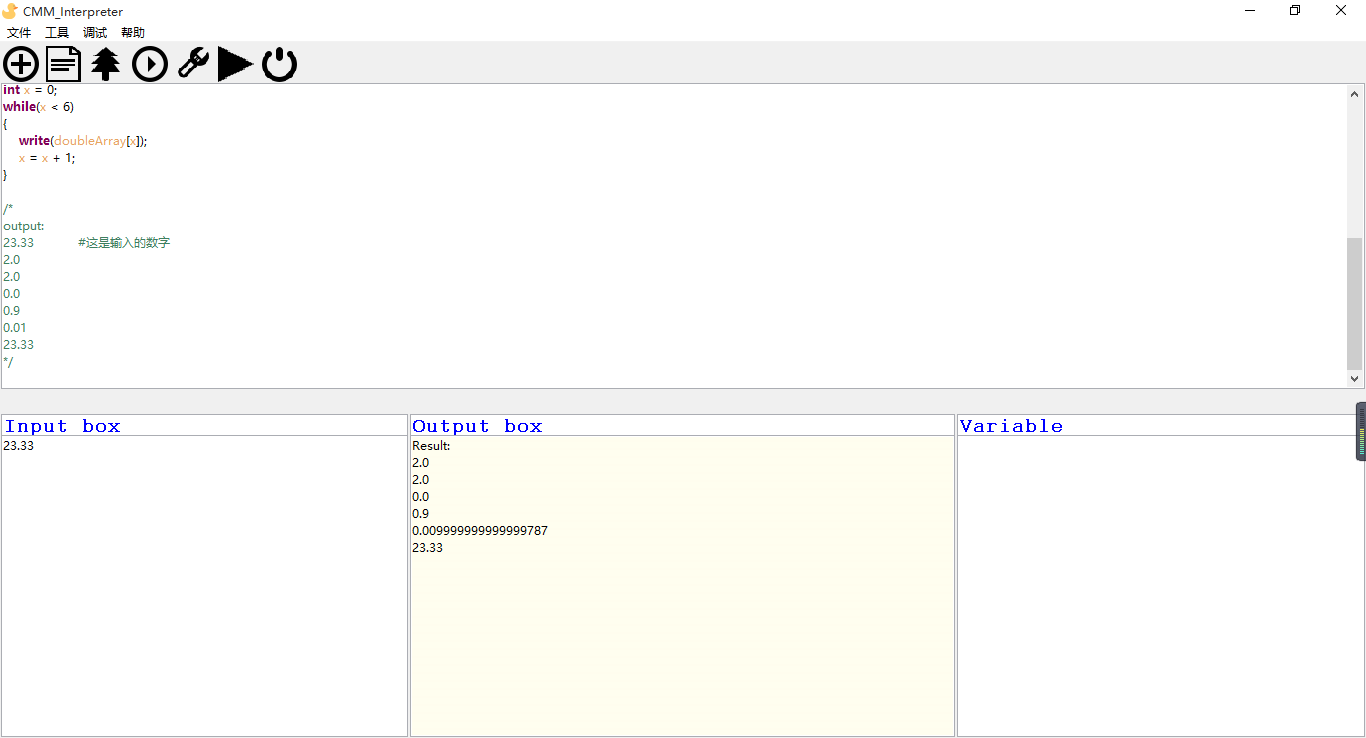 CMM_Interpreter
文件 工具 调试 帮助
int x = 0;
while(x < 6)
{
write(doubleArray[x]);
x = x + 1;
}
/*
output:
23.33 #这是输入的数字
2.0
2.0
0.0
0.9
0.01
23.33
*/
Input box
23.33
Output box
Result:
2.0
2.0
0.0
0.9
0.009999999999999787
23.33
Variable